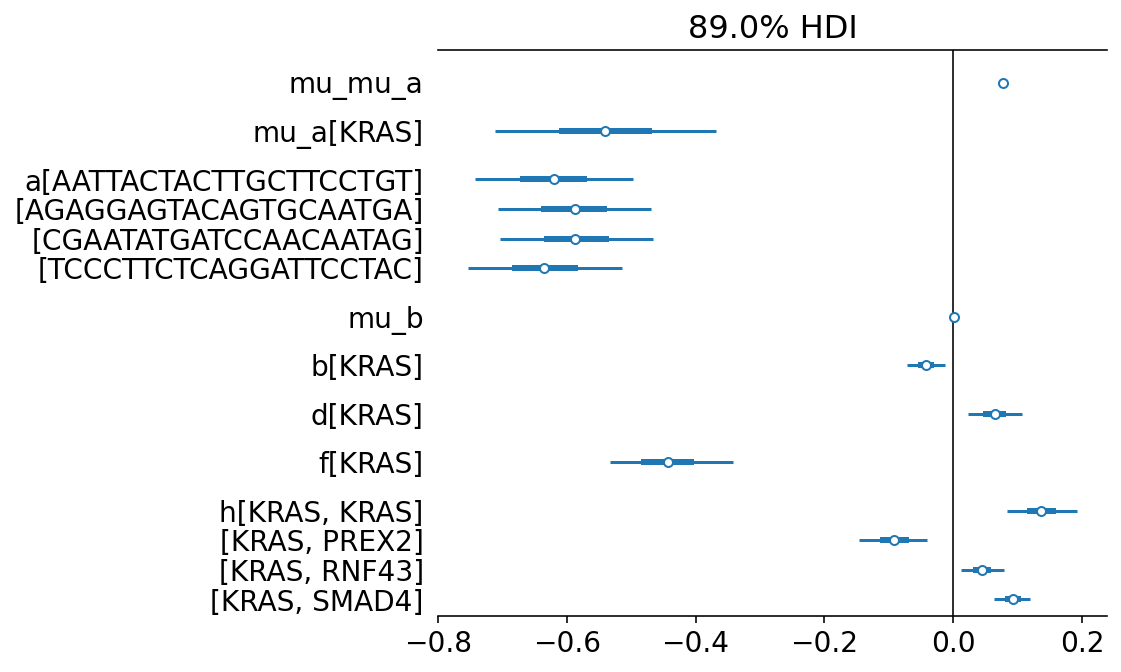 89.0% HDI
mu_mu_a
mu_a[KRAS]
a[AATTACTACTTGCTTCCTGT]
[AGAGGAGTACAGTGCAATGA]
[CGAATATGATCCAACAATAG]
[TCCCTTCTCAGGATTCCTAC]
mu_b
b[KRAS]
d[KRAS]
f[KRAS]
h[KRAS, KRAS]
[KRAS, PREX2]
[KRAS, RNF43]
[KRAS, SMAD4]
−0.8 −0.6 −0.4 −0.2 0.0 0.2